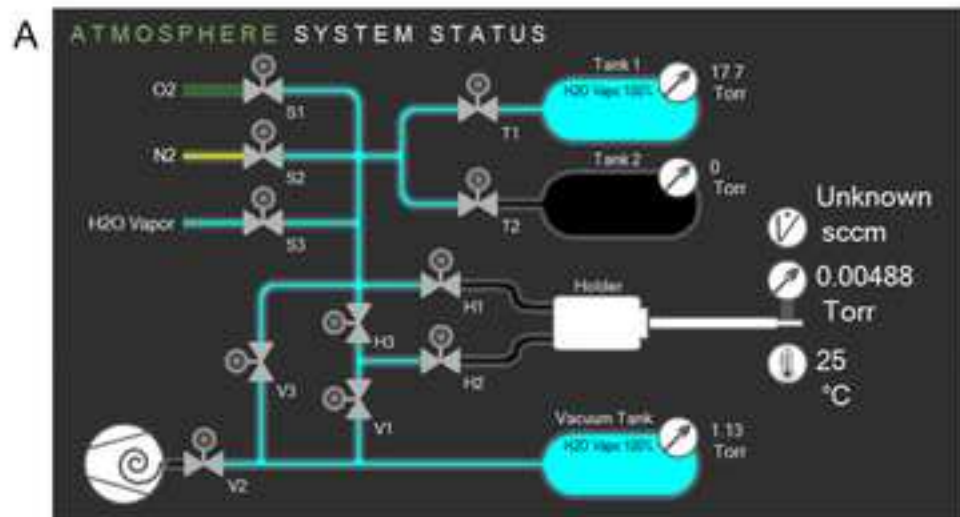 A
ATMOSPHERE SYSTEM STATUS
O2
S1
N2
S2
H2O Vapor
S3
T1
Tank 1
H2O Vapo 100%
17.7
Torr
T2
Tank 2
0
Torr
Unknown
sccm
H1
Holder
0.00488
Torr
H3
H2
25
°C
V3
V1
Vacuum Tank
H2O Vapo 100%
1.13
Torr
V2